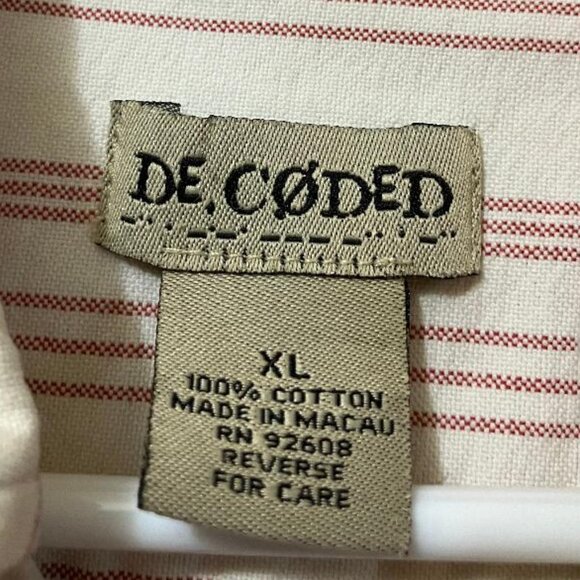 DE.CØDED
XL
100% COTTON
MADE IN MACAU
RN 92608
REVERSE
FOR CARE